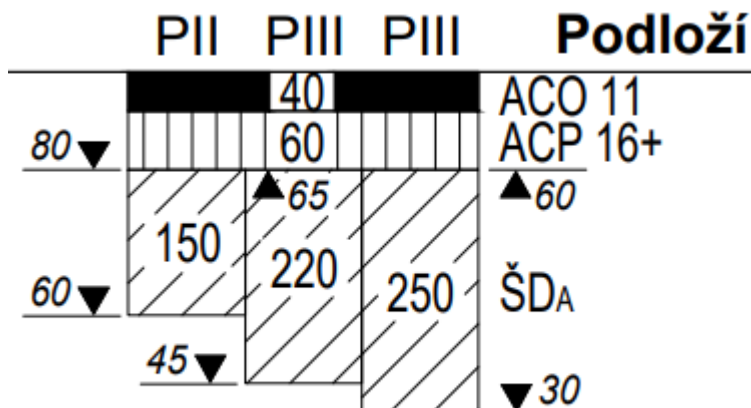 PII PIII PIII Podloží
40 ACO 11
80 60 ACP 16+
65 60
150 220 250 ŠDA
60
45 30